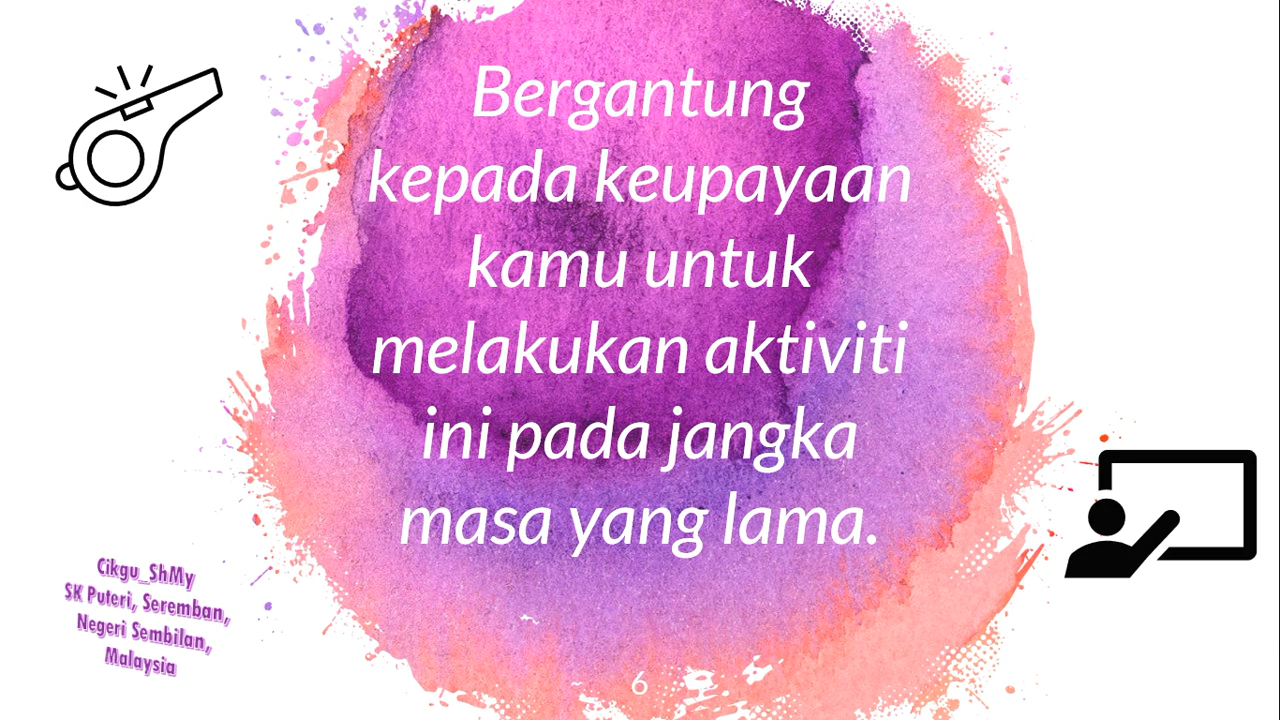 Bergantung
kepada keupayaan
kamu untuk
melakukan aktiviti
ini pada jangka
masa yang lama.
Cikgu_ShMy
SK Puteri, Seremban,
Negeri Sembilan,
Malaysia
6